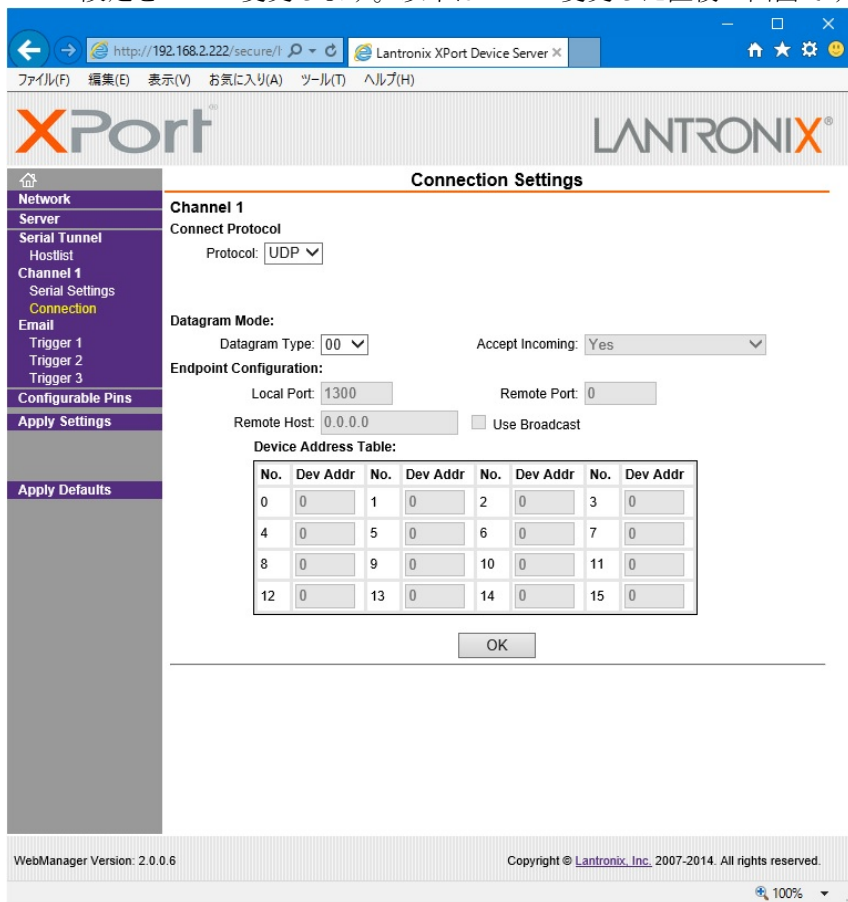 http://192.168.2.222/secure/l
Lantronix XPort Device Server
ファイル(F) 編集(E) 表示(V) お気に入り(A) ツール(T) ヘルプ(H)
XPort®
LANTRONIX®
Connection Settings
Network
Server
Serial Tunnel
Hostlist
Channel 1
Serial Settings
Connection
Email
Trigger 1
Trigger 2
Trigger 3
Configurable Pins
Apply Settings
Apply Defaults
Channel 1
Connect Protocol
Protocol: UDP
Datagram Mode:
Datagram Type: 00 Accept Incoming: Yes
Endpoint Configuration:
Local Port: 1300 Remote Port: 0
Remote Host: 0.0.0.0 Use Broadcast
Device Address Table:
No. Dev Addr No. Dev Addr No. Dev Addr No. Dev Addr
0 0 1 0 2 0 3 0
4 0 5 0 6 0 7 0
8 0 9 0 10 0 11 0
12 0 13 0 14 0 15 0
OK
WebManager Version: 2.0.0.6 Copyright © Lantronix, Inc. 2007-2014. All rights reserved.
100%